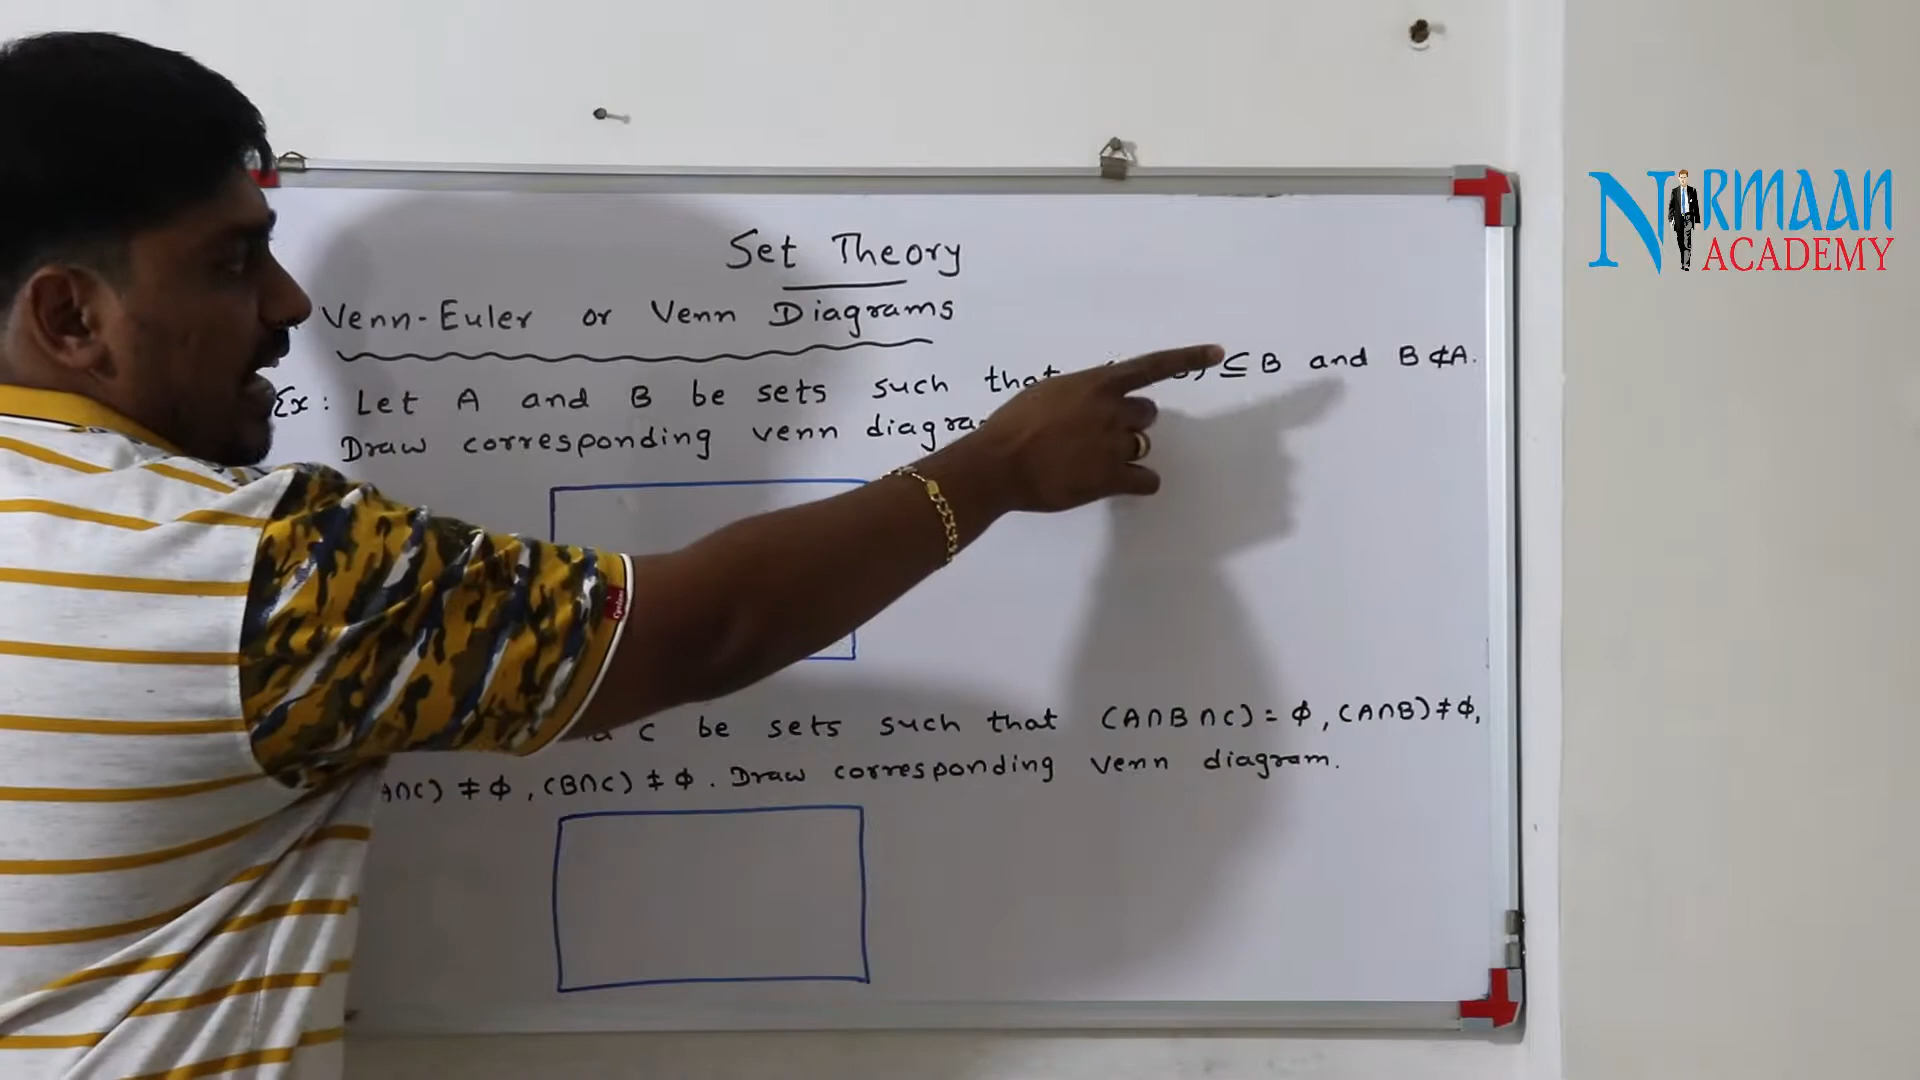 Set Theory
Venn-Euler or Venn Diagrams
Ex: Let A and B be sets such that ⊆ B and B ⊄ A.
Draw corresponding venn
C be sets such that (A∩B∩C) = ϕ, (A∩B) ≠ ϕ,
A∩C) ≠ ϕ, (B∩C) ≠ ϕ. Draw corresponding venn diagram.
NIRMAAN
ACADEMY